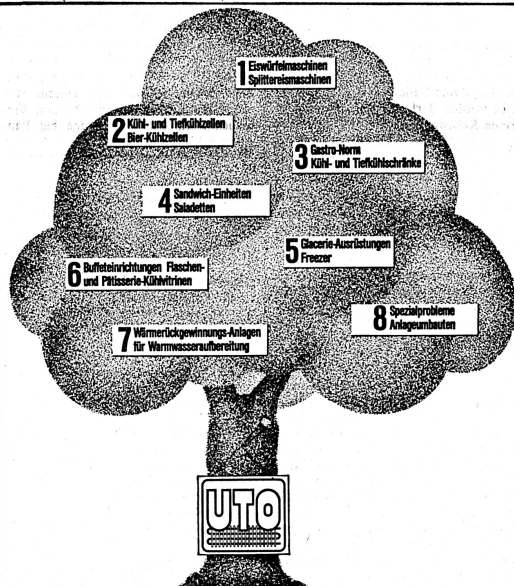 1 Eiswürfelmaschinen
Splittereismaschinen
2 Kühl- und Tiefkühlzellen
Bier-Kühlzellen
3 Gastro-Norm
Kühl- und Tiefkühlschränke
4 Sandwich-Einheiten
Saladetten
5 Glacerie-Ausrüstungen
Freezer
6 Buffeteinrichtungen Flaschen-
und Pâtisserie-Kühlvitrinen
7 Wärmerückgewinnungs-Anlagen
für Warmwasseraufbereitung
8 Spezialprobleme
Anlageumbauten
UTO